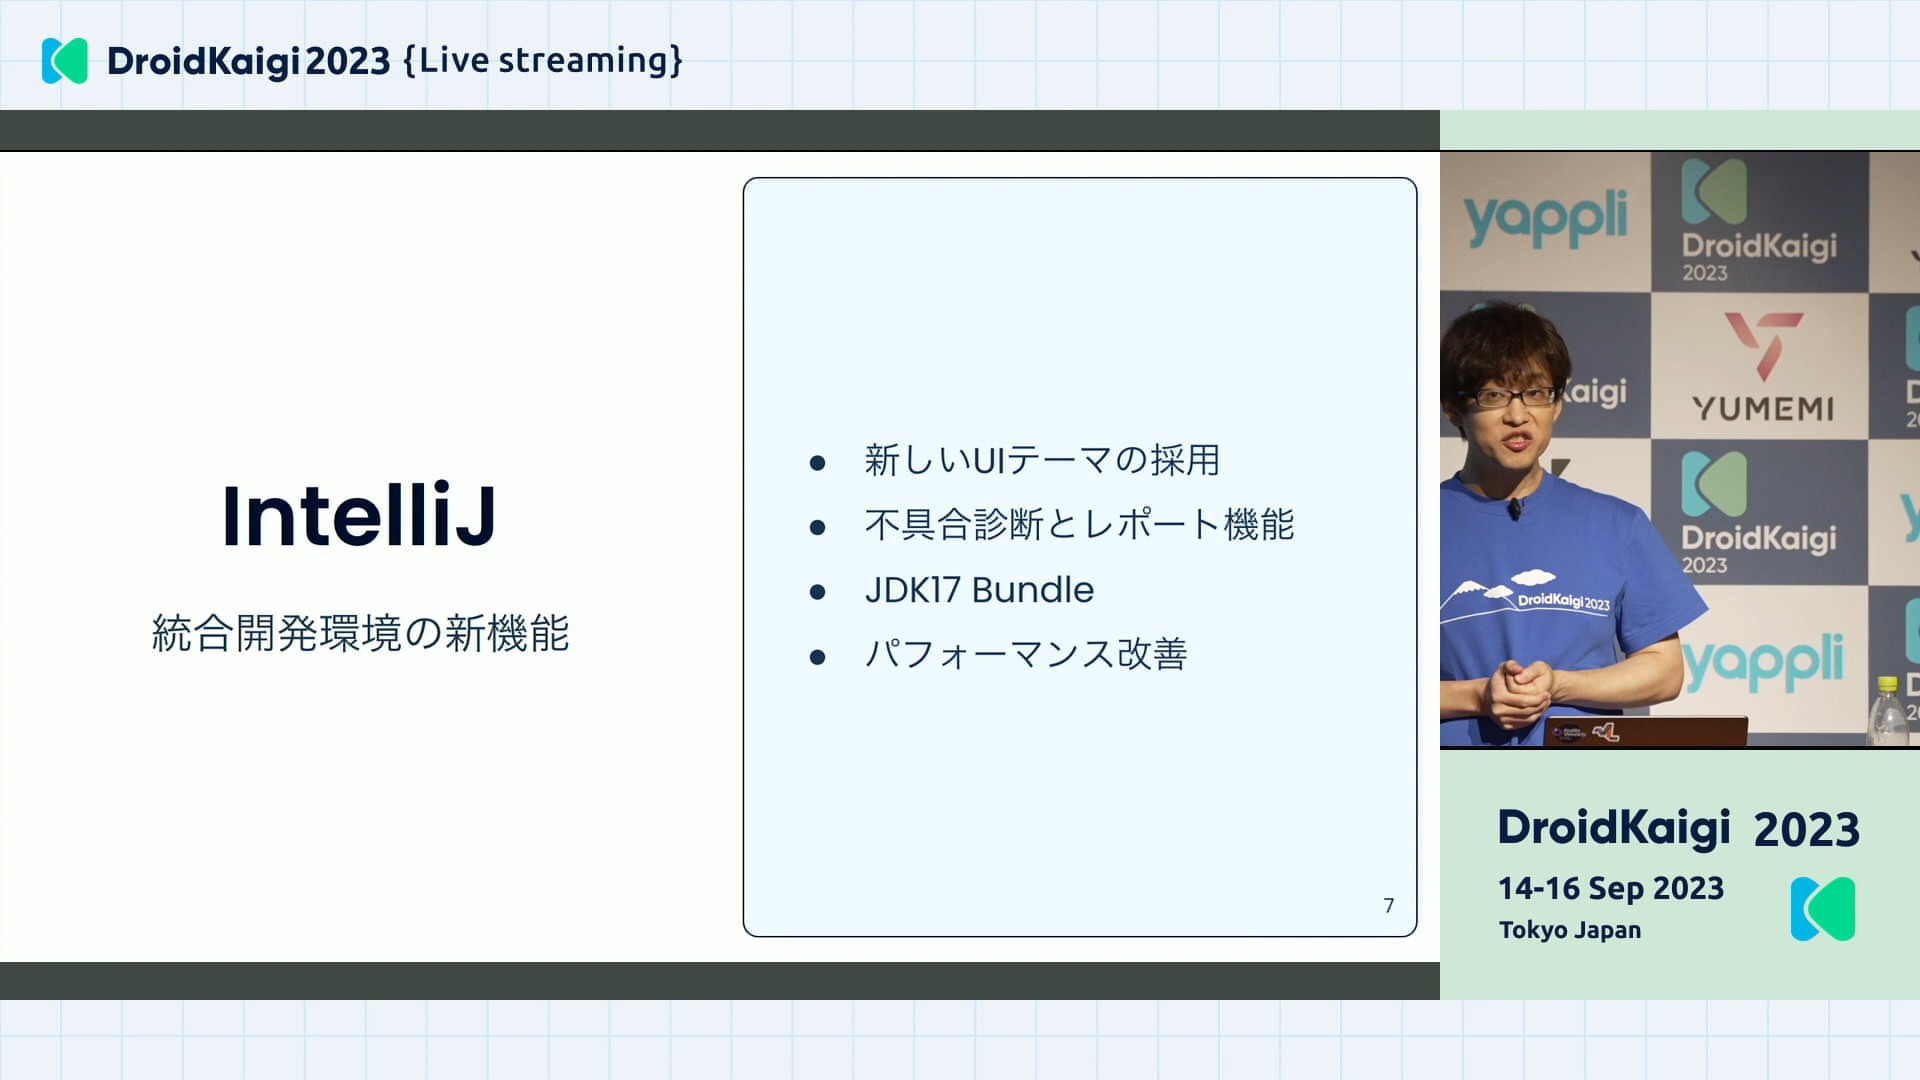 DroidKaigi 2023 {Live streaming}
IntelliJ
統合開発環境の新機能
● 新しいUIテーマの採用
● 不具合診断とレポート機能
● JDK17 Bundle
● パフォーマンス改善
7
yappli
DroidKaigi
2023
Kaigi
YUMEMI
DroidKaigi
2023
DroidKaigi 2023
yappli
DroidKaigi 2023
14-16 Sep 2023
Tokyo Japan